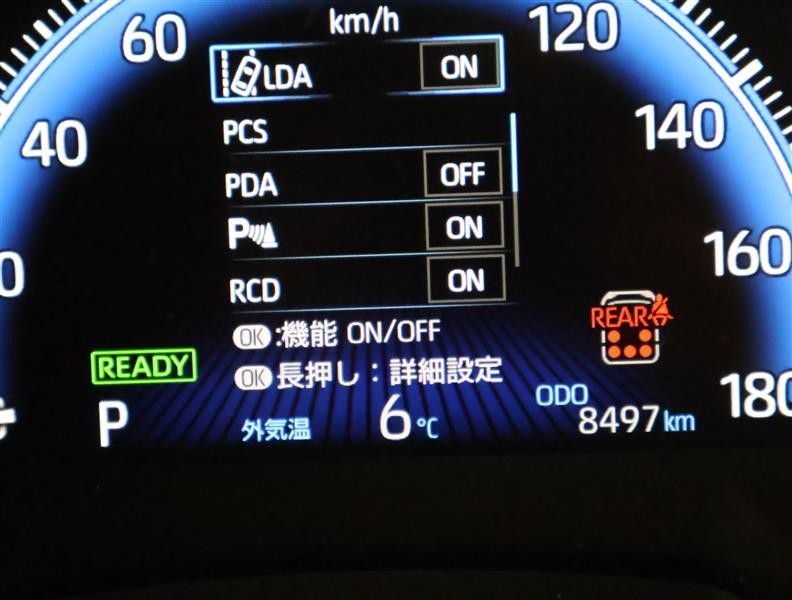 km/h
60
120
LDA ON
40
PCS
140
PDA OFF
P ON
160
0
RCD ON
REAR
OK:機能 ON/OFF
READY
OK長押し：詳細設定
180
P
外気温 6℃
ODO
8497km